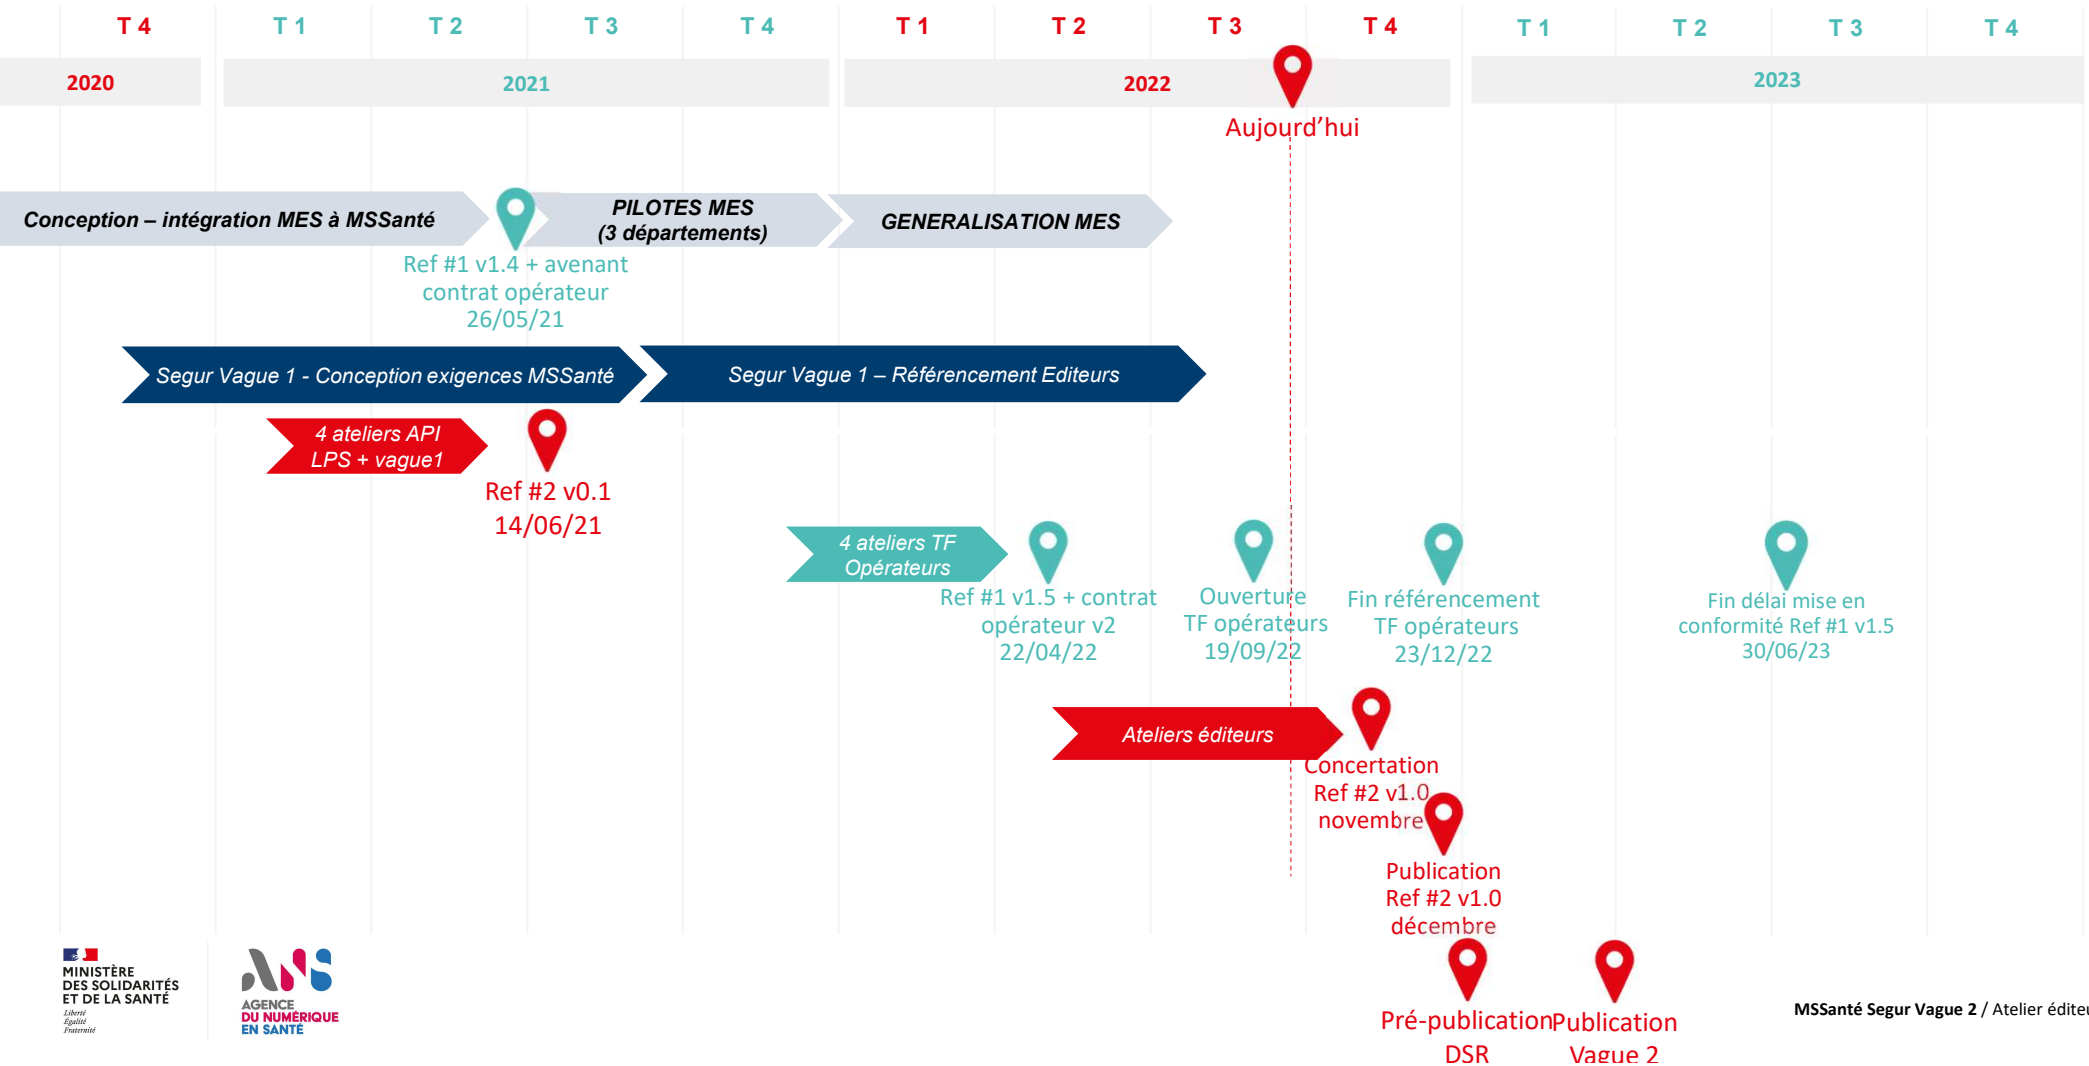 T 4 T 1 T 2 T 3 T 4 T 1 T 2 T 3 T 4 T 1 T 2 T 3 T 4
2020 2021 2022 2023
Aujourd'hui
Conception – intégration MES à MSSanté
PILOTES MES
(3 départements)
GENERALISATION MES
Ref #1 v1.4 + avenant
contrat opérateur
26/05/21
Segur Vague 1 - Conception exigences MSSanté
Segur Vague 1 – Référencement Editeurs
4 ateliers API
LPS + vague1
Ref #2 v0.1
14/06/21
4 ateliers TF
Opérateurs
Ref #1 v1.5 + contrat
opérateur v2
22/04/22
Ouverture
TF opérateurs
19/09/22
Fin référencement
TF opérateurs
23/12/22
Fin délai mise en
conformité Ref #1 v1.5
30/06/23
Ateliers éditeurs
Concertation
Ref #2 v1.0
novembre
Publication
Ref #2 v1.0
décembre
Pré-publication
DSR
Publication
Vague 2
MINISTÈRE
DES SOLIDARITÉS
ET DE LA SANTÉ
Liberté
Égalité
Fraternité
ANS
AGENCE
DU NUMÉRIQUE
EN SANTÉ
MSSanté Segur Vague 2 / Atelier éditeu